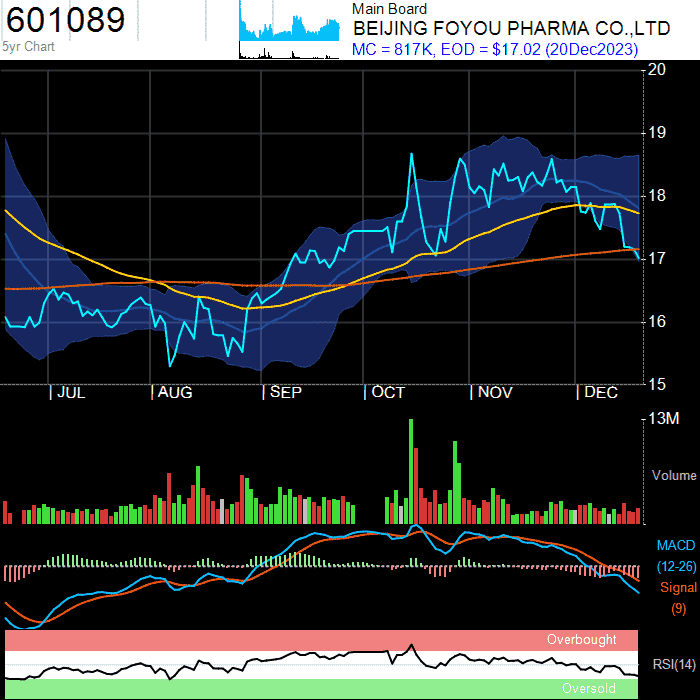 601089
5yr Chart
Main Board
BEIJING FOYOU PHARMA CO.,LTD
MC = 817K, EOD = $17.02 (20Dec2023)
20
19
18
17
16
15
| JUL | AUG | SEP | OCT | NOV | DEC
13M
Volume
MACD
(12-26)
Signal
(9)
Overbought
RSI(14)
Oversold